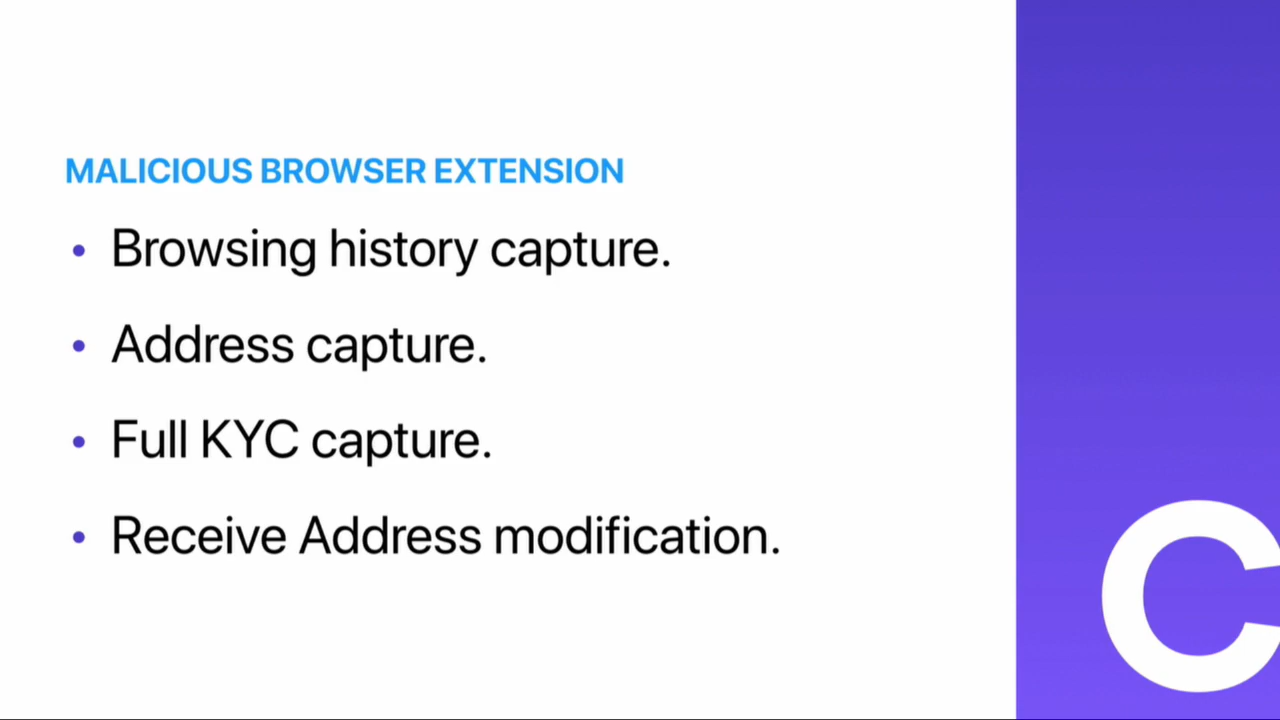 MALICIOUS BROWSER EXTENSION
• Browsing history capture.
• Address capture.
• Full KYC capture.
• Receive Address modification.
C